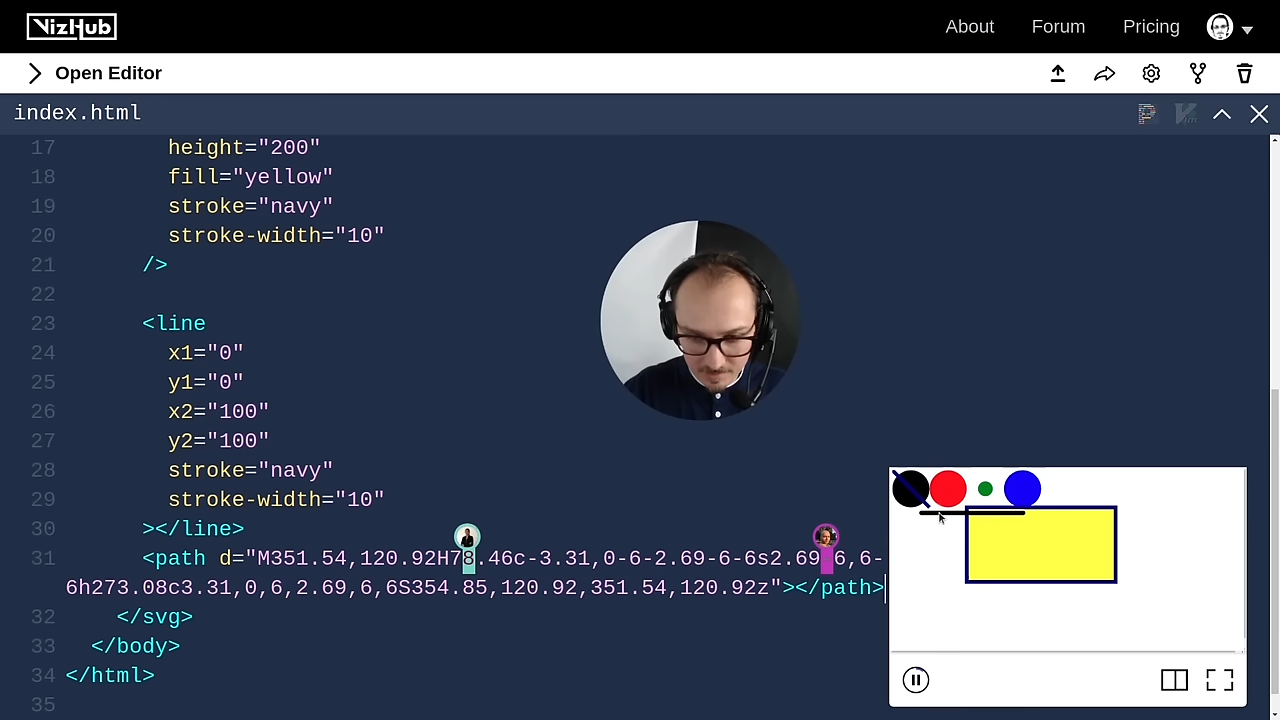 VizHub
About Forum Pricing
Open Editor
index.html
17 height="200"
18 fill="yellow"
19 stroke="navy"
20 stroke-width="10"
21 />
22
23 <line
24 x1="0"
25 y1="0"
26 x2="100"
27 y2="100"
28 stroke="navy"
29 stroke-width="10"
30 ></line>
31 <path d="M351.54,120.92H78.46c-3.31,0-6-2.69-6-6s2.69-6,6-
6h273.08c3.31,0,6,2.69,6,6S354.85,120.92,351.54,120.92z"></path>
32 </svg>
33 </body>
34 </html>
35